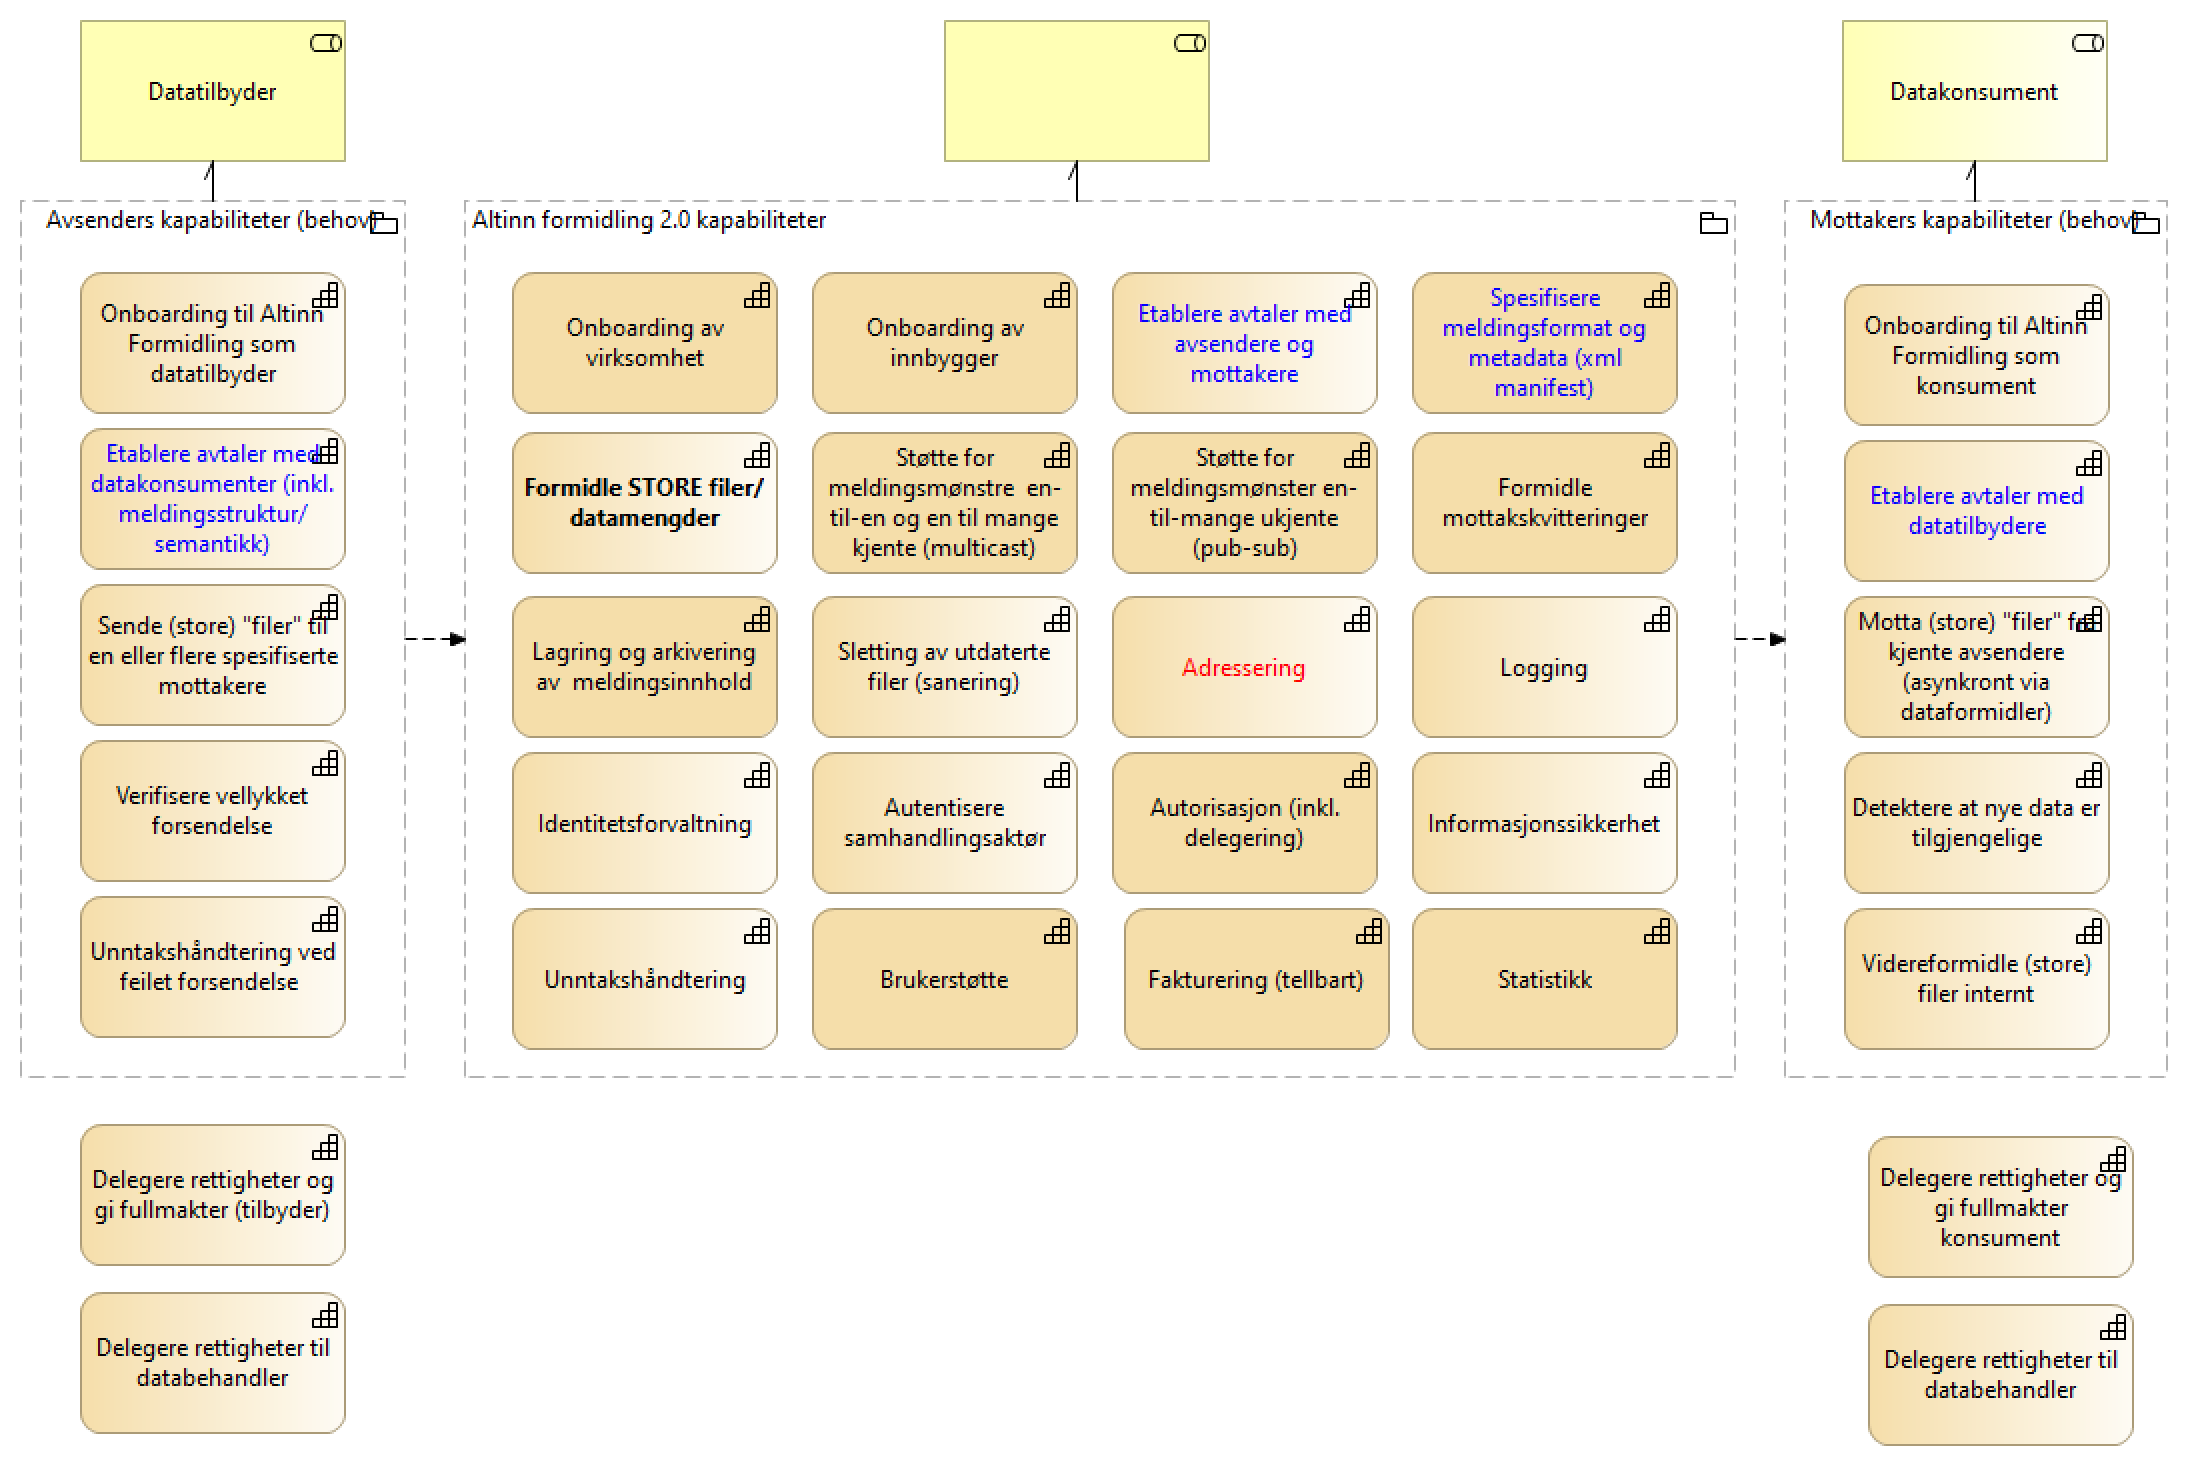 Datatilbyder
Datakonsument
Avsenders kapabiliteter (behov)
Onboarding til Altinn
Formidling som
datatilbyder
Etablere avtaler med
datakonsumenter (inkl.
meldingsstruktur/
semantikk)
Sende (store) "filer" til
en eller flere spesifiserte
mottakere
Verifisere vellykket
forsendelse
Unntakshåndtering ved
feilet forsendelse
Altinn formidling 2.0 kapabiliteter
Onboarding av
virksomhet
Onboarding av
innbygger
Etablere avtaler med
avsendere og
mottakere
Spesifisere
meldingsformat og
metadata (xml
manifest)
Formidle STORE filer/
datamengder
Støtte for
meldingsmønstre  en-
til-en og en til mange
kjente (multicast)
Støtte for
meldingsmønster en-
til-mange ukjente
(pub-sub)
Formidle
mottakskvitteringer
Lagring og arkivering
av  meldingsinnhold
Sletting av utdaterte
filer (sanering)
Adressering
Logging
Identitetsforvaltning
Autentisere
samhandlingsaktør
Autorisasjon (inkl.
delegering)
Informasjonssikkerhet
Unntakshåndtering
Brukerstøtte
Fakturering (tellbart)
Statistikk
Mottakers kapabiliteter (behov)
Onboarding til Altinn
Formidling som
konsument
Etablere avtaler med
datatilbydere
Motta (store) "filer" fra
kjente avsendere
(asynkront via
dataformidler)
Detektere at nye data er
tilgjengelige
Videreformidle (store)
filer internt
Delegere rettigheter og
gi fullmakter (tilbyder)
Delegere rettigheter til
databehandler
Delegere rettigheter og
gi fullmakter
konsument
Delegere rettigheter til
databehandler